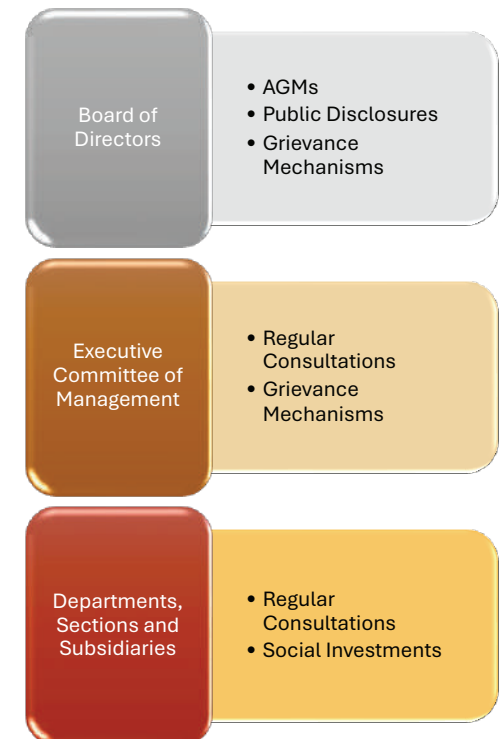 Board of
Directors
• AGMs
• Public Disclosures
• Grievance
Mechanisms
Executive
Committee of
Management
• Regular
Consultations
• Grievance
Mechanisms
Departments,
Sections and
Subsidiaries
• Regular
Consultations
• Social Investments